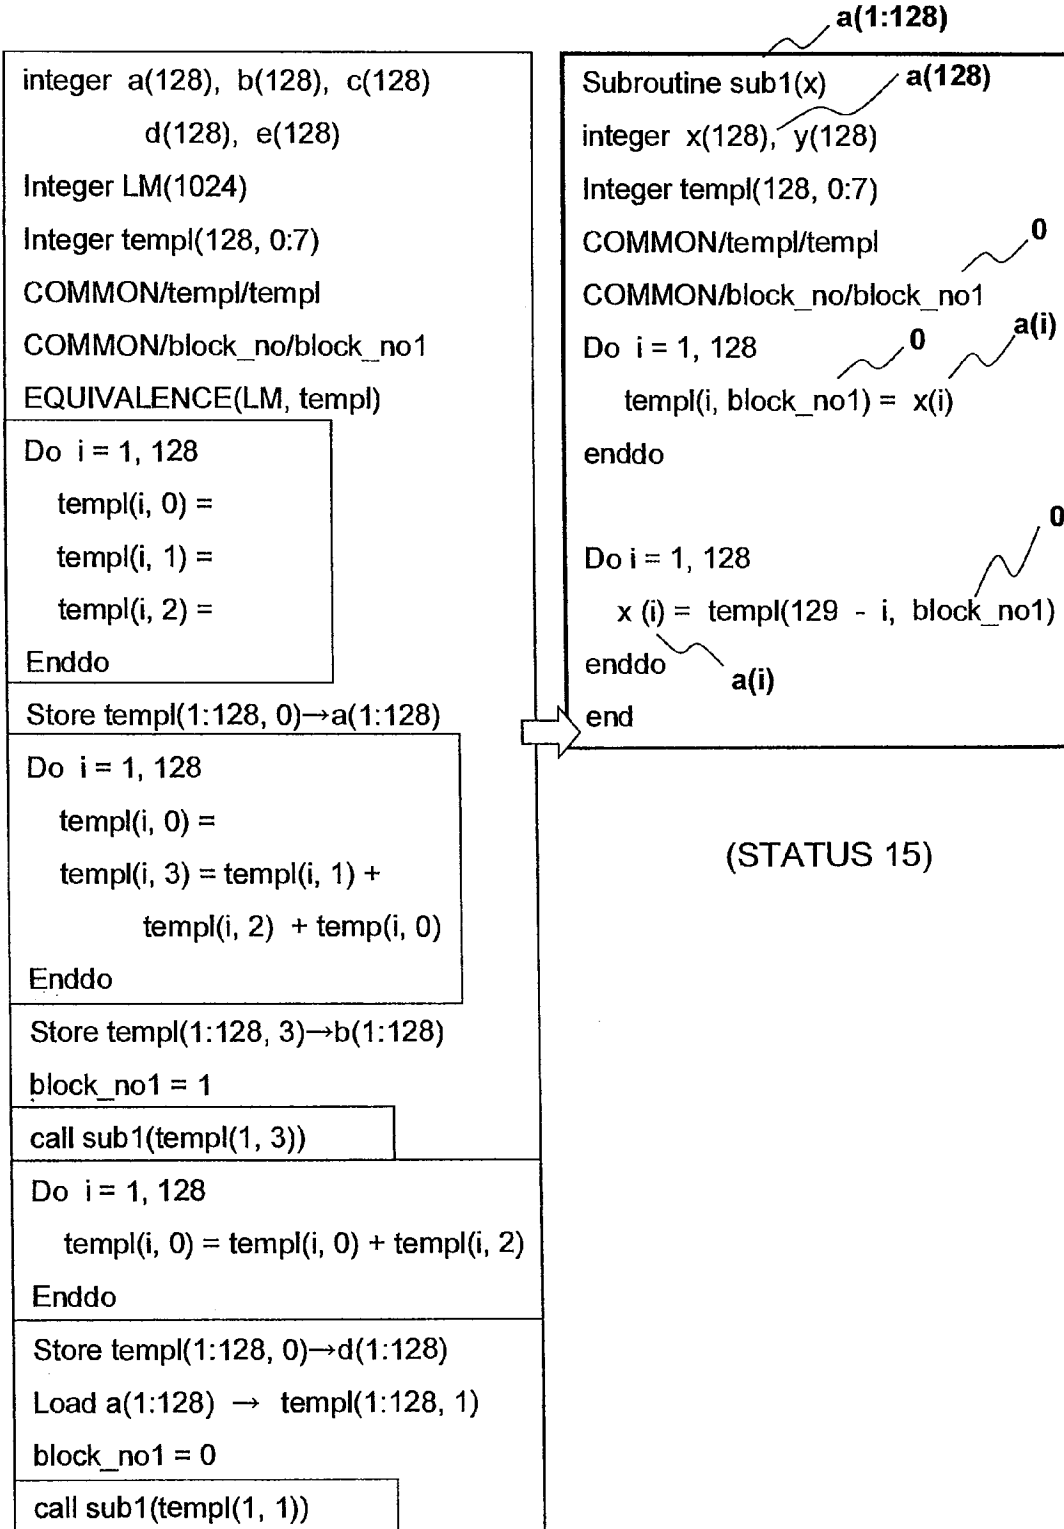 integer a(128), b(128), c(128)
d(128), e(128)
Integer LM(1024)
Integer templ(128, 0:7)
COMMON/templ/templ
COMMON/block_no/block_no1
EQUIVALENCE(LM, templ)
Do i = 1, 128
templ(i, 0) =
templ(i, 1) =
templ(i, 2) =
Enddo
Store templ(1:128, 0)→a(1:128)
Do i = 1, 128
templ(i, 0) =
templ(i, 3) = templ(i, 1) +
templ(i, 2) + temp(i, 0)
Enddo
Store templ(1:128, 3)→b(1:128)
block_no1 = 1
call sub1(templ(1, 3))
Do i = 1, 128
templ(i, 0) = templ(i, 0) + templ(i, 2)
Enddo
Store templ(1:128, 0)→d(1:128)
Load a(1:128) → templ(1:128, 1)
block_no1 = 0
call sub1(templ(1, 1))
a(1:128)
Subroutine sub1(x)
a(128)
integer x(128), y(128)
Integer templ(128, 0:7)
COMMON/templ/templ
0
COMMON/block_no/block_no1
Do i = 1, 128
0
a(i)
templ(i, block_no1) = x(i)
enddo
0
Do i = 1, 128
x (i) = templ(129 - i, block_no1)
enddo
a(i)
end
(STATUS 15)